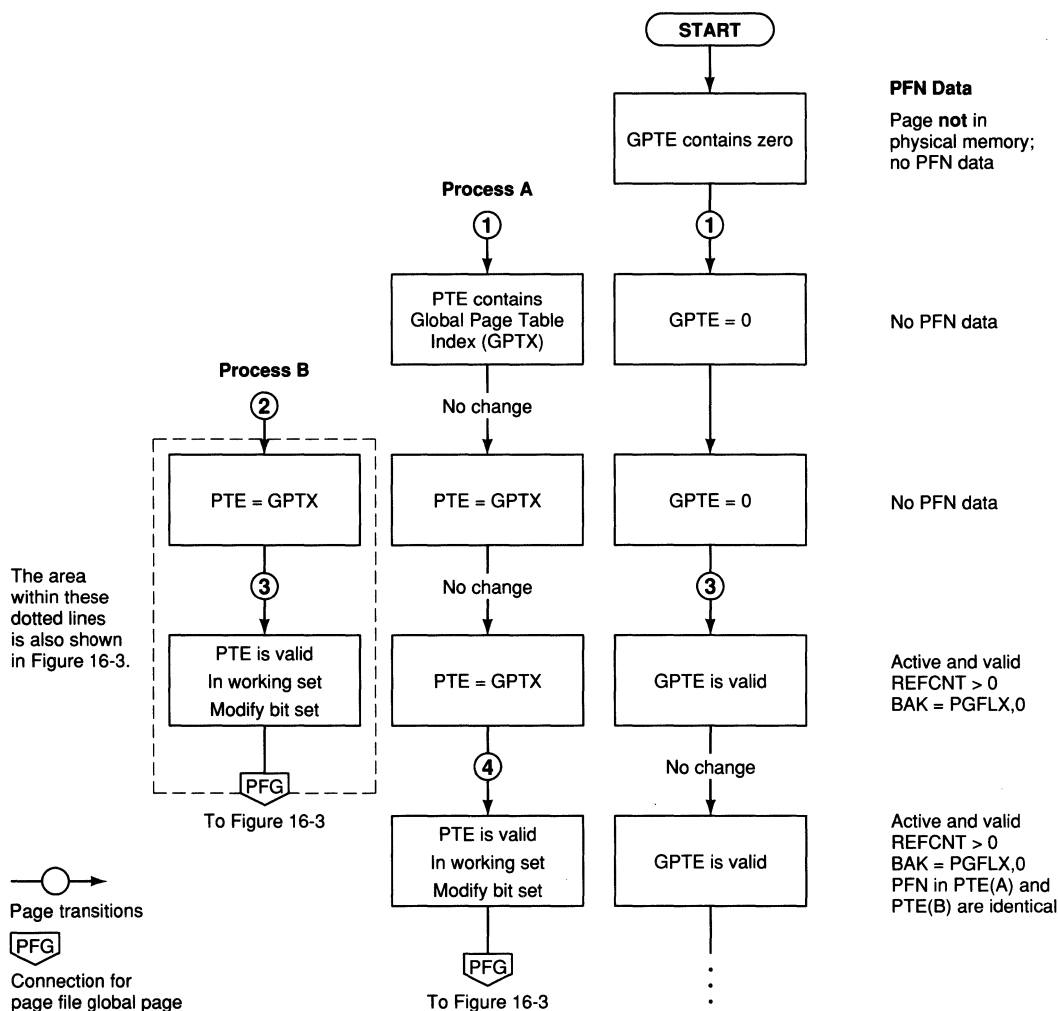 START
PFN Data
Page not in
physical memory;
no PFN data
GPTE contains zero
Process A
1
1
PTE contains
Global Page Table
Index (GPTX)
GPTE = 0
No PFN data
Process B
2
No change
PTE = GPTX
PTE = GPTX
GPTE = 0
No PFN data
The area
within these
dotted lines
is also shown
in Figure 16-3.
3
No change
3
PTE is valid
In working set
Modify bit set
PTE = GPTX
GPTE is valid
Active and valid
REFCNT > 0
BAK = PGFLX,0
PFG
To Figure 16-3
4
No change
PTE is valid
In working set
Modify bit set
GPTE is valid
Active and valid
REFCNT > 0
BAK = PGFLX,0
PFN in PTE(A) and
PTE(B) are identical
Page transitions
PFG
Connection for
page file global page
PFG
To Figure 16-3